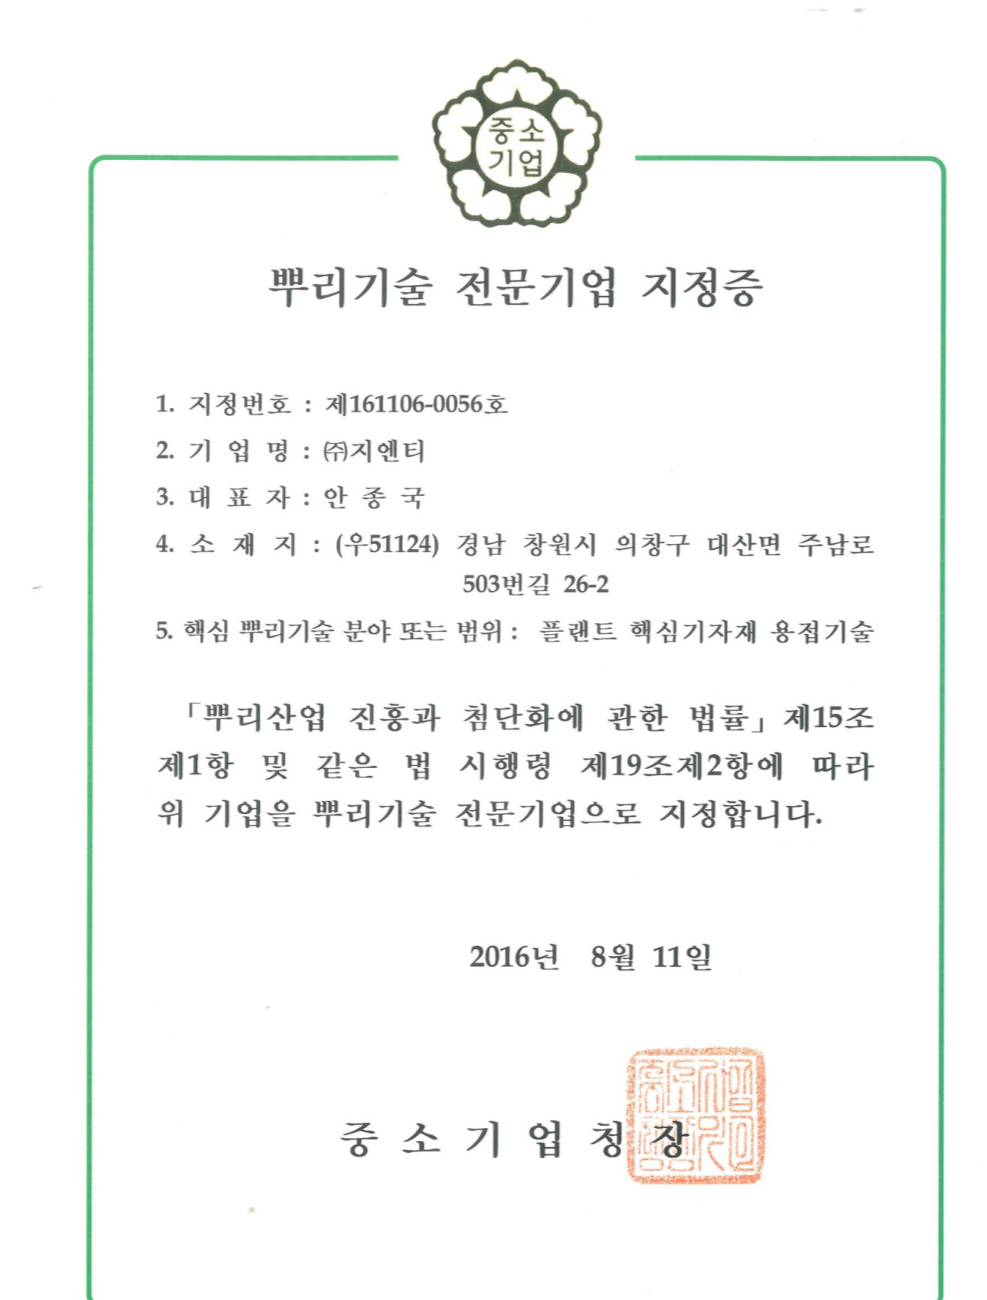 중소
기업
뿌리기술 전문기업 지정증
1. 지정번호 : 제161106-0056호
2. 기 업 명 : ㈜지엔티
3. 대 표 자 : 안 종 국
4. 소 재 지 : (우51124) 경남 창원시 의창구 대산면 주남로
503번길 26-2
5. 핵심 뿌리기술 분야 또는 범위 : 플랜트 핵심기자재 용접기술
「뿌리산업 진흥과 첨단화에 관한 법률」제15조
제1항 및 같은 법 시행령 제19조제2항에 따라
위 기업을 뿌리기술 전문기업으로 지정합니다.
2016년 8월 11일
중 소 기 업 청 장